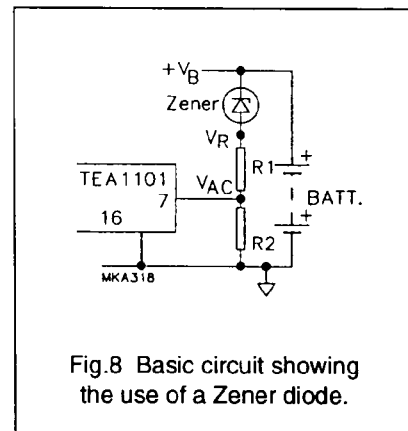 +VB
Zener
VR
R1
TEA1101
7
VAC
BATT.
16
R2
MKA318
+
+
Fig.8 Basic circuit showing
the use of a Zener diode.